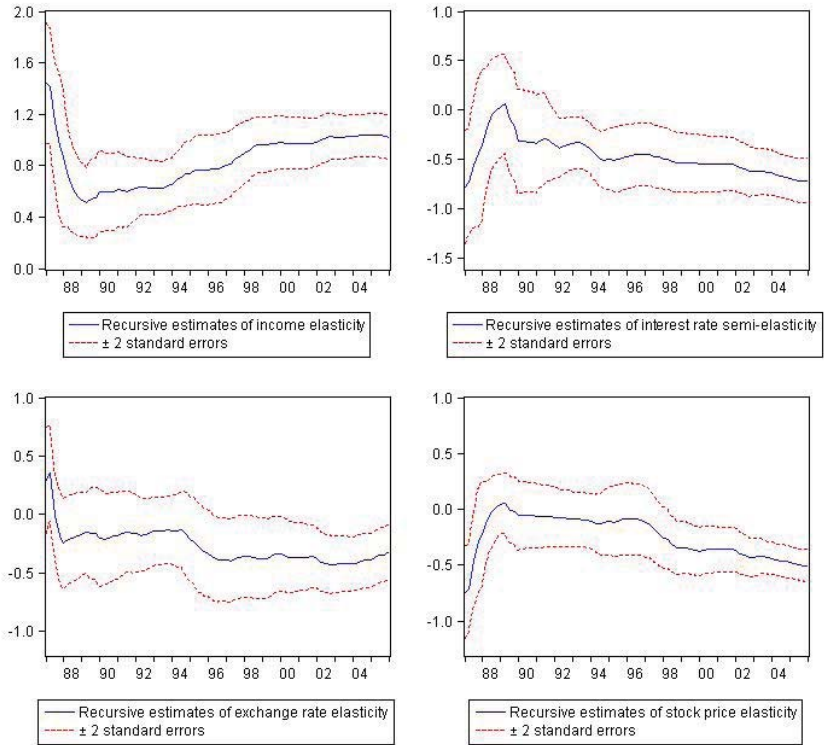 2.0
1.6
1.2
0.8
0.4
0.0
88 90 92 94 96 98 00 02 04
Recursive estimates of income elasticity
± 2 standard errors
1.0
0.5
0.0
-0.5
-1.0
-1.5
88 90 92 94 96 98 00 02 04
Recursive estimates of interest rate semi-elasticity
± 2 standard errors
1.0
0.5
0.0
-0.5
-1.0
88 90 92 94 96 98 00 02 04
Recursive estimates of exchange rate elasticity
± 2 standard errors
1.0
0.5
0.0
-0.5
-1.0
88 90 92 94 96 98 00 02 04
Recursive estimates of stock price elasticity
± 2 standard errors